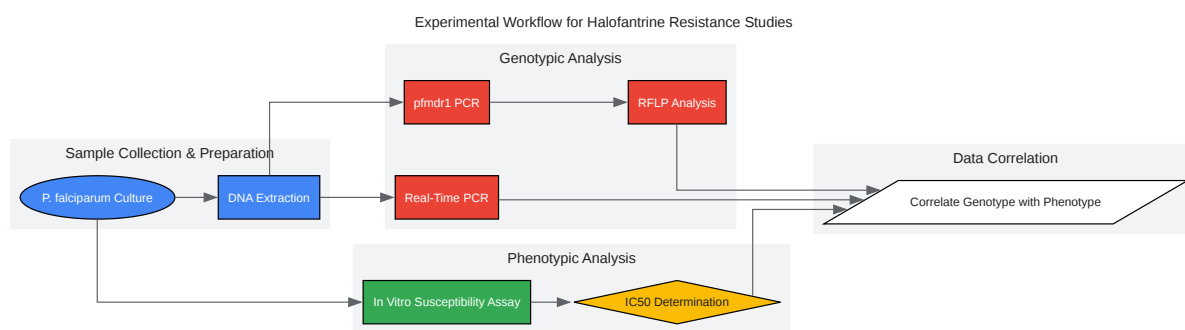 Experimental Workflow for Halofantrine Resistance Studies
Genotypic Analysis
pfmdr1 PCR
RFLP Analysis
Sample Collection & Preparation
Data Correlation
P. falciparum Culture
DNA Extraction
Real-Time PCR
Correlate Genotype with Phenotype
Phenotypic Analysis
In Vitro Susceptibility Assay
IC50 Determination